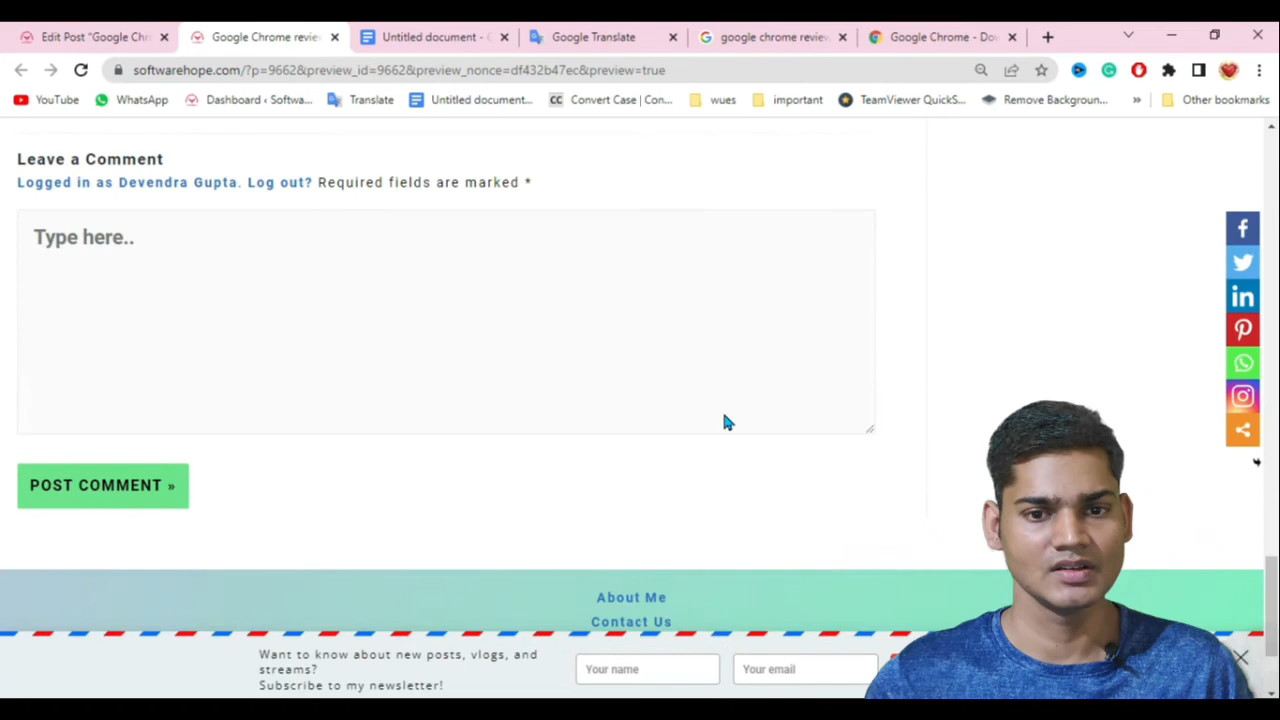 Edit Post "Google Chr
Google Chrome revie
Untitled document - G
Google Translate
google chrome review
Google Chrome - Dow
softwarehope.com/?p=9662&preview_id=9662&preview_nonce=df432b47ec&preview=true
YouTube
WhatsApp
Dashboard ‹ Softwa...
Translate
Untitled document...
CC
Convert Case | Con...
wues
important
TeamViewer QuickS...
Remove Backgroun...
»
Other bookmarks
Leave a Comment
Logged in as Devendra Gupta. Log out? Required fields are marked *
Type here..
POST COMMENT »
About Me
Contact Us
Want to know about new posts, vlogs, and
streams?
Subscribe to my newsletter!
Your name
Your email